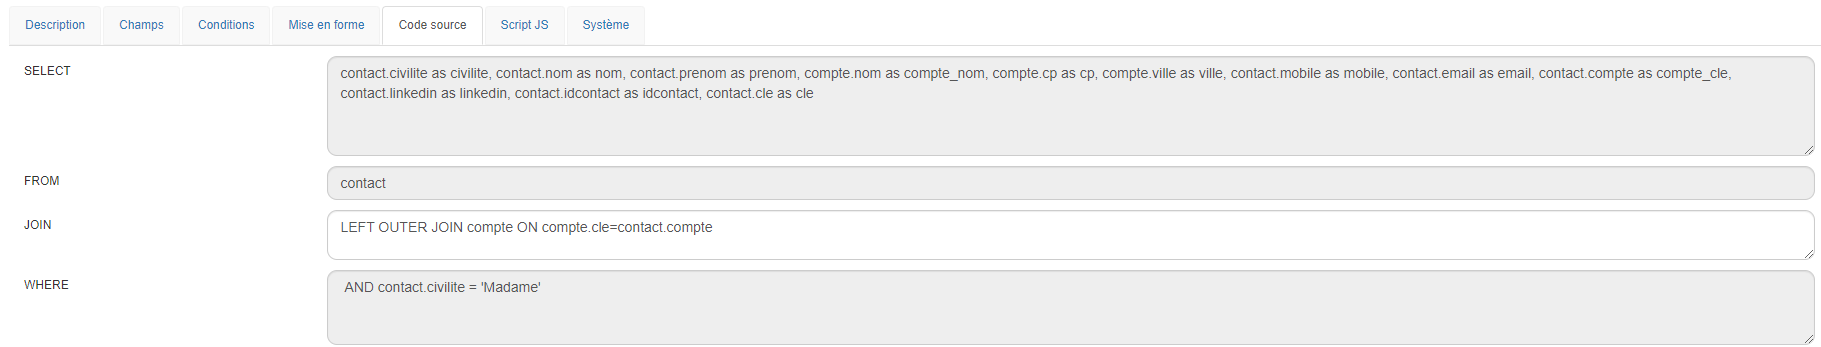 Description Champs Conditions Mise en forme Code source Script JS Système
SELECT
contact.civilite as civilite, contact.nom as nom, contact.prenom as prenom, compte.nom as compte_nom, compte.cp as cp, compte.ville as ville, contact.mobile as mobile, contact.email as email, contact.compte as compte_cle,
contact.linkedin as linkedin, contact.idcontact as idcontact, contact.cle as cle
FROM
contact
JOIN
LEFT OUTER JOIN compte ON compte.cle=contact.compte
WHERE
AND contact.civilite = 'Madame'